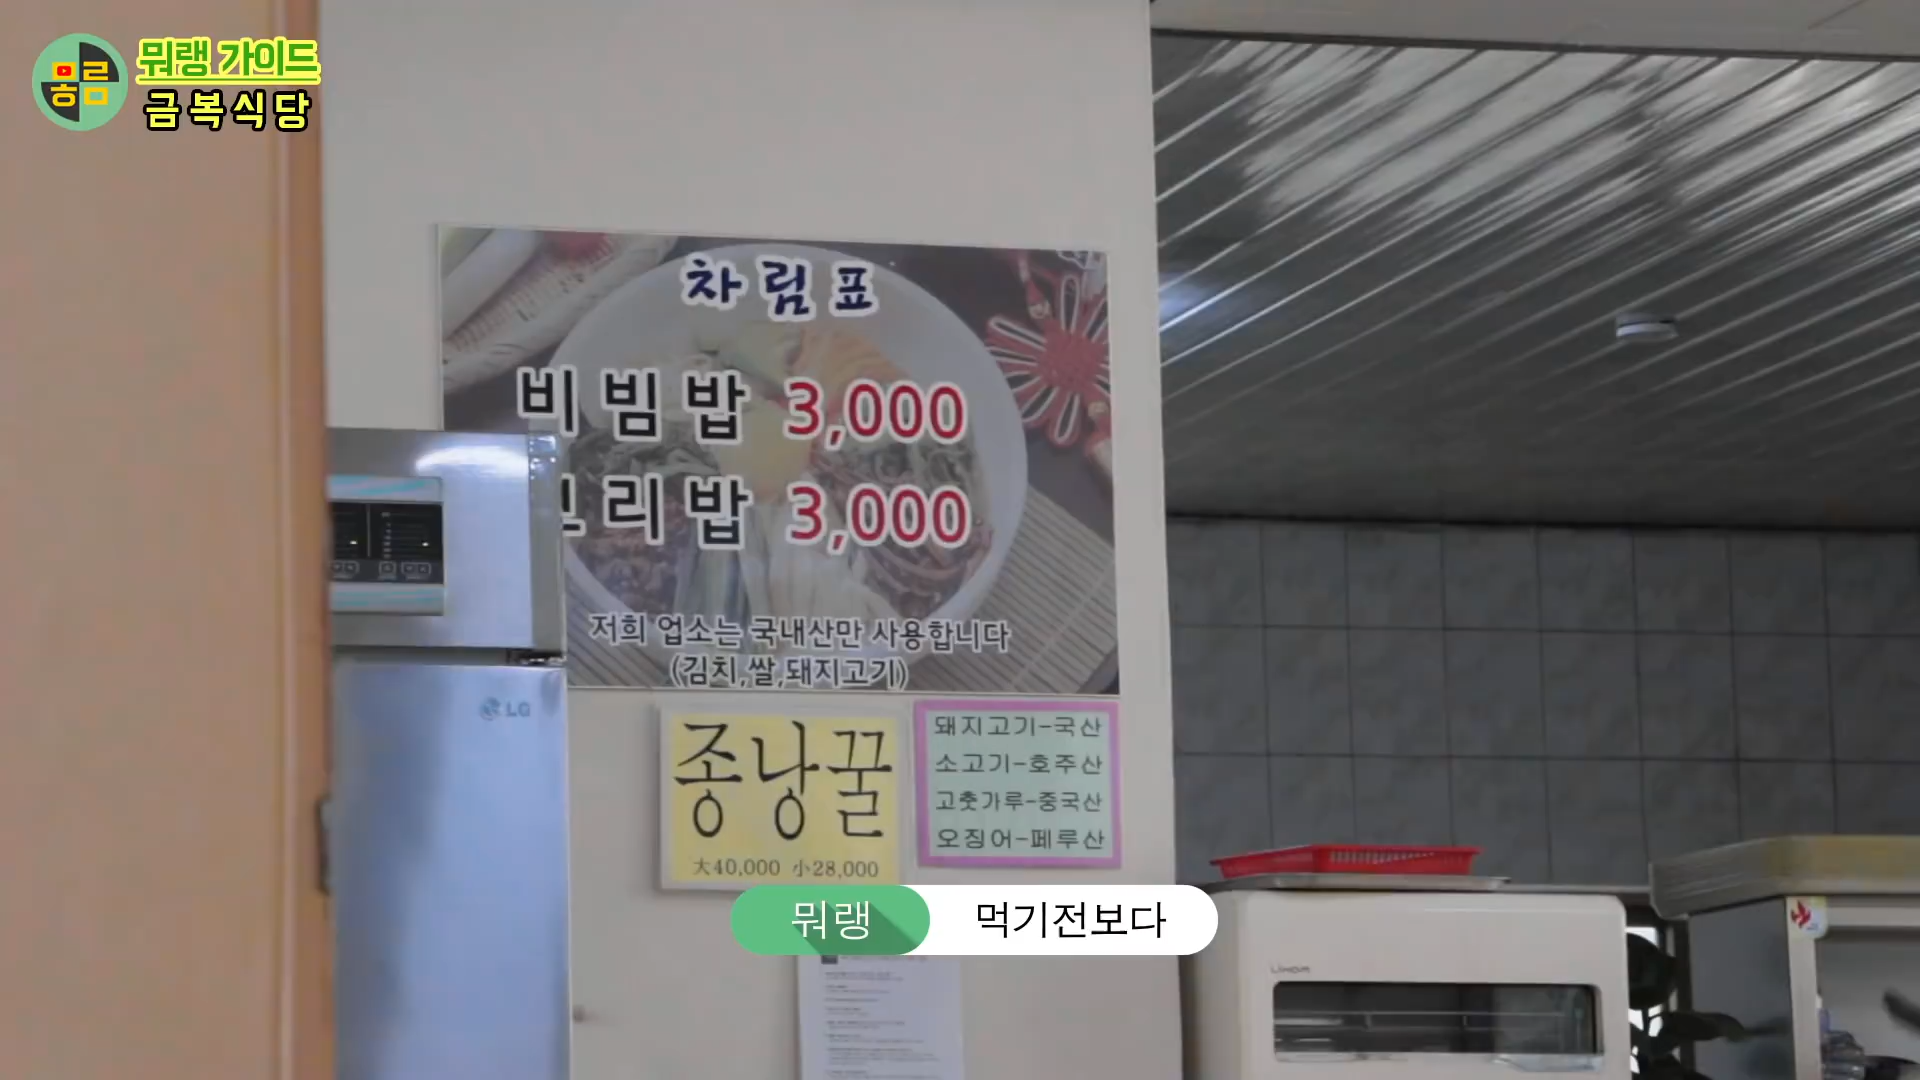 몽룸
뭐랭 가이드
금복식당
차림표
비빔밥 3,000
리밥 3,000
저희 업소는 국내산만 사용합니다
(김치,쌀,돼지고기)
LG
종낭꿀
大40,000 小28,000
돼지고기-국산
소고기-호주산
고춧가루-중국산
오징어-페루산
뭐랭 먹기전보다